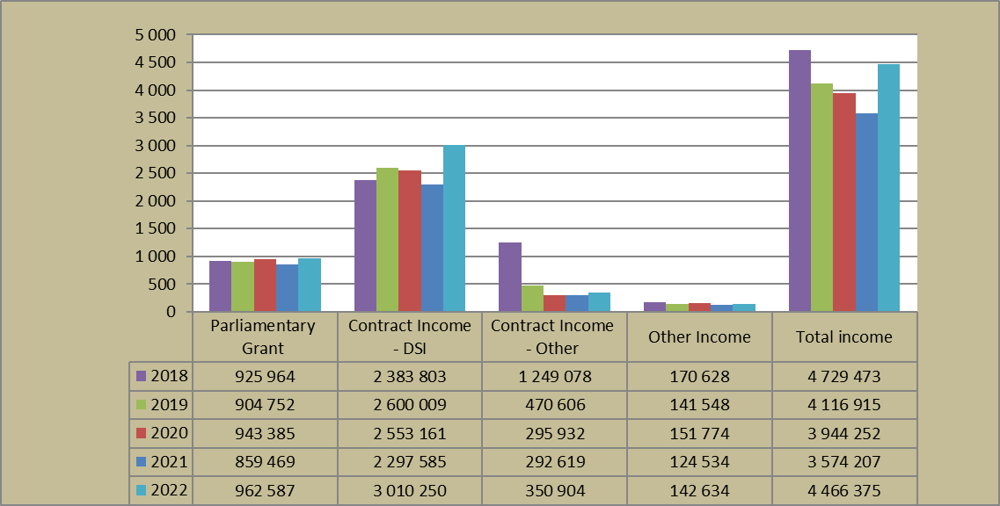 5 000
4 500
4 000
3 500
3 000
2 500
2 000
1 500
1 000
500
0
Parliamentary Grant Contract Income - DSI Contract Income - Other Other Income Total income
2018 925 964 2 383 803 1 249 078 170 628 4 729 473
2019 904 752 2 600 009 470 606 141 548 4 116 915
2020 943 385 2 553 161 295 932 151 774 3 944 252
2021 859 469 2 297 585 292 619 124 534 3 574 207
2022 962 587 3 010 250 350 904 142 634 4 466 375